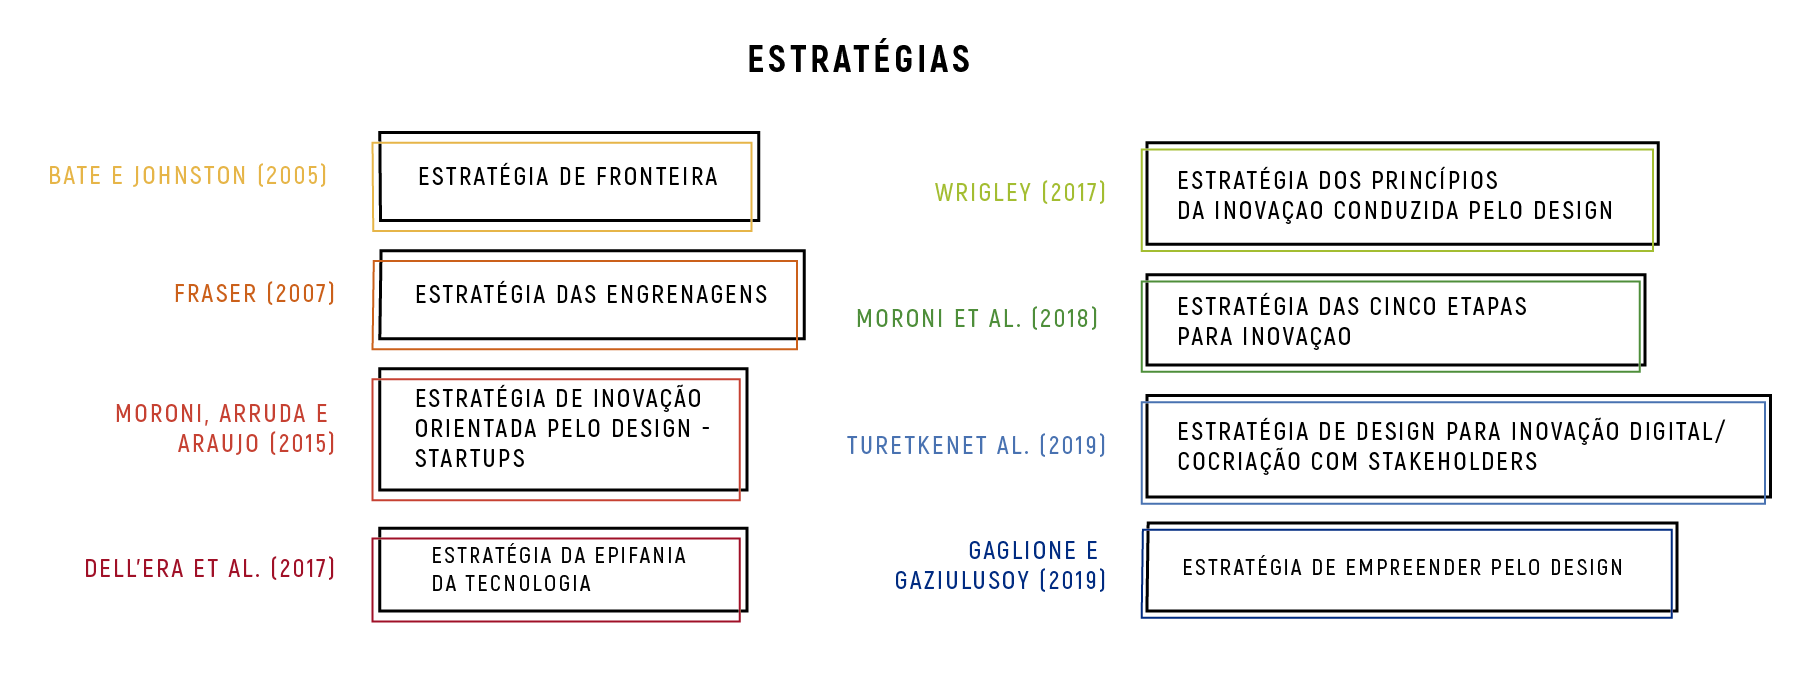 ESTRATÉGIAS
BATE E JOHNSTON (2005)
ESTRATÉGIA DE FRONTEIRA
FRASER (2007)
ESTRATÉGIA DAS ENGRENAGENS
MORONI, ARRUDA E
ARAUJO (2015)
ESTRATÉGIA DE INOVAÇÃO
ORIENTADA PELO DESIGN -
STARTUPS
DELL'ERA ET AL. (2017)
ESTRATÉGIA DA EPIFANIA
DA TECNOLOGIA
WRIGLEY (2017)
ESTRATÉGIA DOS PRINCÍPIOS
DA INOVAÇAO CONDUZIDA PELO DESIGN
MORONI ET AL. (2018)
ESTRATÉGIA DAS CINCO ETAPAS
PARA INOVAÇAO
TURETKENET AL. (2019)
ESTRATÉGIA DE DESIGN PARA INOVAÇÃO DIGITAL/
COCRIAÇÃO COM STAKEHOLDERS
GAGLIONE E
GAZIULUSOY (2019)
ESTRATÉGIA DE EMPREENDER PELO DESIGN